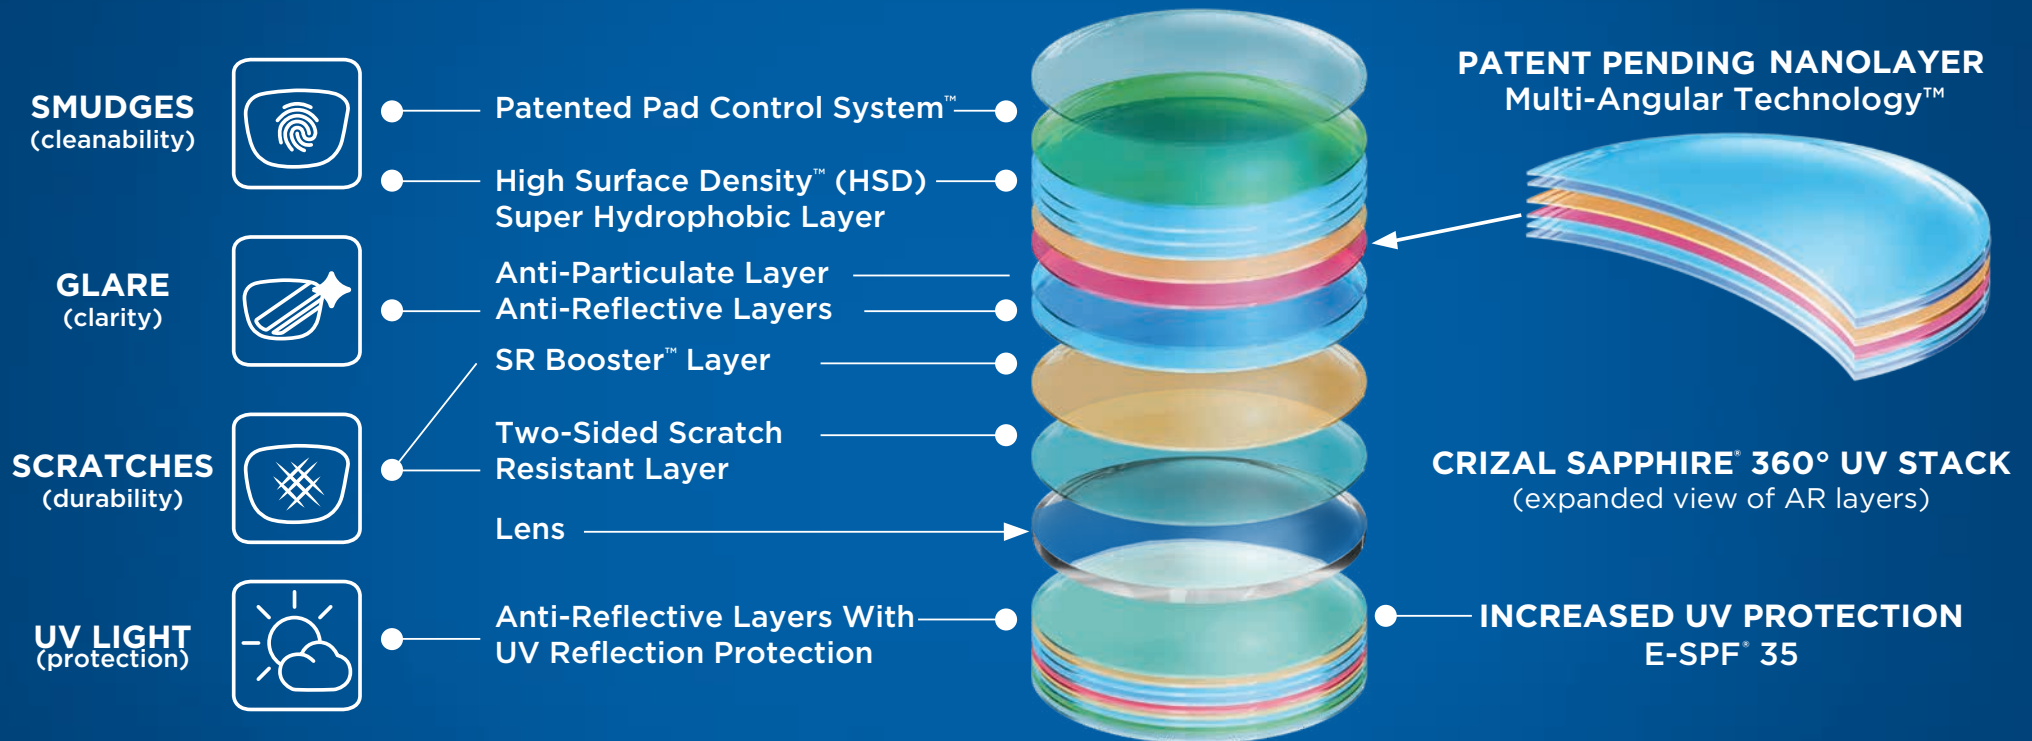 SMUDGES
(cleanability)
Patented Pad Control System™
High Surface Density™ (HSD)
Super Hydrophobic Layer
GLARE
(clarity)
Anti-Particulate Layer
Anti-Reflective Layers
SR Booster™ Layer
SCRATCHES
(durability)
Two-Sided Scratch
Resistant Layer
Lens
UV LIGHT
(protection)
Anti-Reflective Layers With
UV Reflection Protection
PATENT PENDING NANOLAYER
Multi-Angular Technology™
CRIZAL SAPPHIRE® 360° UV STACK
(expanded view of AR layers)
INCREASED UV PROTECTION
E-SPF® 35